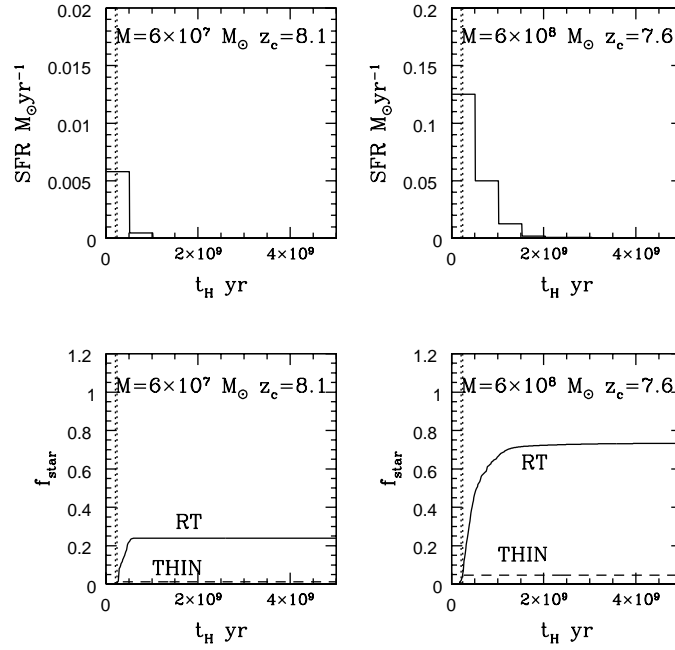 M=6×10⁷ M⊙ z_c=8.1
SFR M⊙yr⁻¹
0.02
0.015
0.01
0.005
0
0
2×10⁹
4×10⁹
t_H yr
M=6×10⁸ M⊙ z_c=7.6
SFR M⊙yr⁻¹
0.2
0.15
0.1
0.05
0
0
2×10⁹
4×10⁹
t_H yr
M=6×10⁷ M⊙ z_c=8.1
f_star
1.2
1
0.8
0.6
0.4
0.2
0
RT
THIN
0
2×10⁹
4×10⁹
t_H yr
M=6×10⁸ M⊙ z_c=7.6
f_star
1.2
1
0.8
0.6
0.4
0.2
0
RT
THIN
0
2×10⁹
4×10⁹
t_H yr